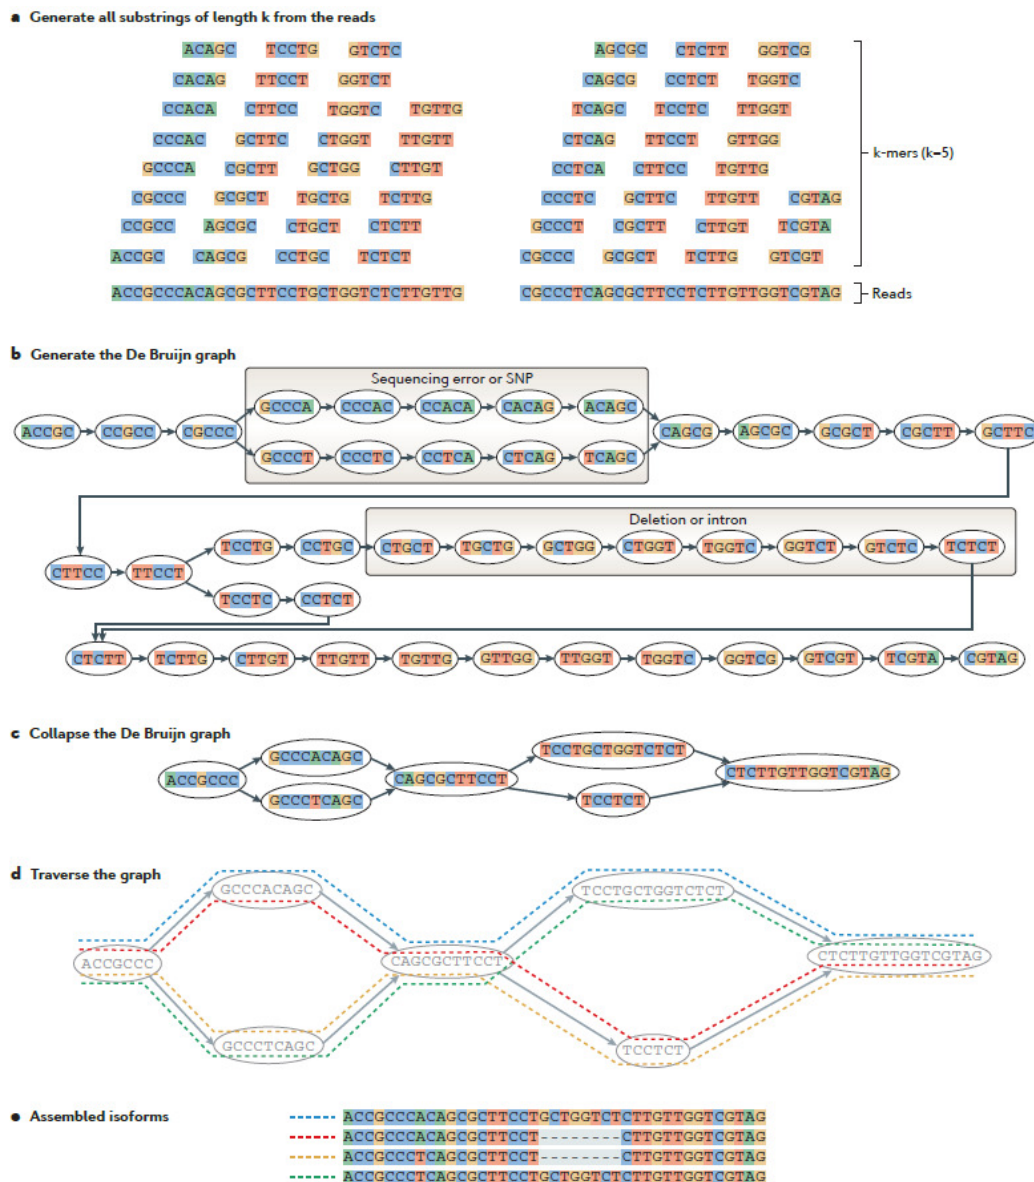 a Generate all substrings of length k from the reads
ACAGC TCCTG GTCTC AGCGC CTCTT GGTCG
CACAG TTCCT GGTCT CAGCG CCTCT TGGTC
CCACA CTTCC TGGTC TGTTG TCAGC TCCTC TTGGT
CCCAC GCTTC CTGGT TTGTT CTCAG TTCCT GTTGG
k-mers (k=5)
GCCCA CGCTT GCTGG CTTGT CCTCA CTTCC TGTTG
CGCCC GCGCT TGCTG TCTTG CCCTC GCTTC TTGTT CGTAG
CCGCC AGCGC CTGCT CTCTT GCCCT CGCTT CTTGT TCGTA
ACCGC CAGCG CCTGC TCTCT CGCCC GCGCT TCTTG GTCGT
ACCGCCCACAGCGCTTCCTGCTGGTCTCTTGTTG CGCCCTCAGCGCTTCCTCTTGTTGGTCGTAG Reads
b Generate the De Bruijn graph
Sequencing error or SNP
GCCCA CCCAC CCACA CACAG ACAGC
ACCGC CCGCC CGCCC CAGCG AGCGC GCGCT CGCTT GCTTC
GCCCT CCCTC CCTCA CTCAG TCAGC
Deletion or intron
TCCTG CCTGC CTGCT TGCTG GCTGG CTGGT TGGTC GGTCT GTCTC TCTCT
CTTCC TTCCT
TCCTC CCTCT
CTCTT TCTTG CTTGT TTGTT TGTTG GTTGG TTGGT TGGTC GGTCG GTCGT TCGTA CGTAG
c Collapse the De Bruijn graph
GCCCACAGC TCCTGCTGGTCTCT
ACCGCCC CAGCGCTTCCT CTCTTGTTGGTCGTAG
GCCCTCAGC TCCTCT
d Traverse the graph
GCCCACAGC TCCTGCTGGTCTCT
ACCGCCC CAGCGCTTCCT CTCTTGTTGGTCGTAG
GCCCTCAGC TCCTCT
e Assembled isoforms
ACCGCCCACAGCGCTTCCTGCTGGTCTCTTGTTGGTCGTAG
ACCGCCCACAGCGCTTCCT--------CTTGTTGGTCGTAG
ACCGCCCTCAGCGCTTCCT--------CTTGTTGGTCGTAG
ACCGCCCTCAGCGCTTCCTGCTGGTCTCTTGTTGGTCGTAG